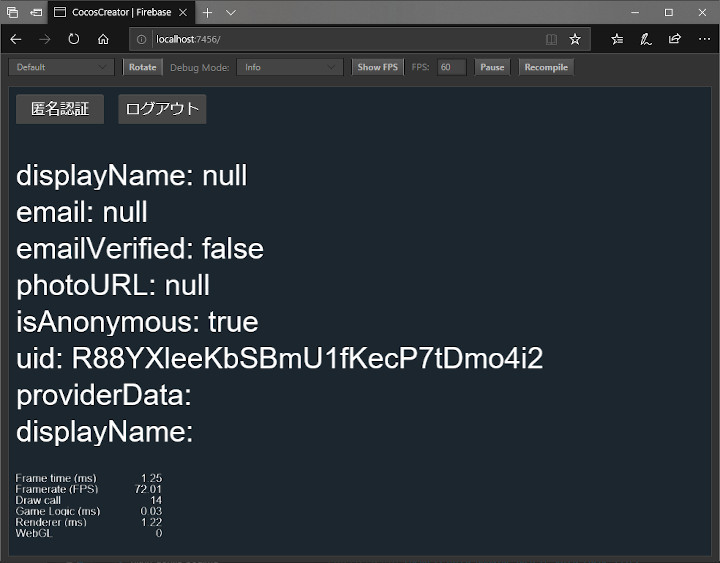 CocosCreator | Firebase
localhost:7456/
Default Rotate Debug Mode: Info Show FPS FPS: 60 Pause Recompile
匿名認証 ログアウト
displayName: null
email: null
emailVerified: false
photoURL: null
isAnonymous: true
uid: R88YXleeKbSBmU1fKecP7tDmo4i2
providerData:
displayName:
Frame time (ms) 1.25
Framerate (FPS) 72.01
Draw call 14
Game Logic (ms) 0.03
Renderer (ms) 1.22
WebGL 0